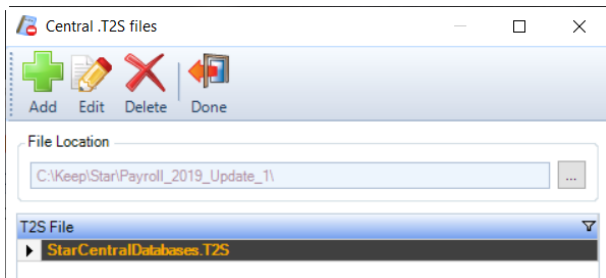 Central .T2S files
Add Edit Delete Done
File Location
C:\Keep\Star\Payroll_2019_Update_1\ ...
T2S File
StarCentralDatabases.T2S